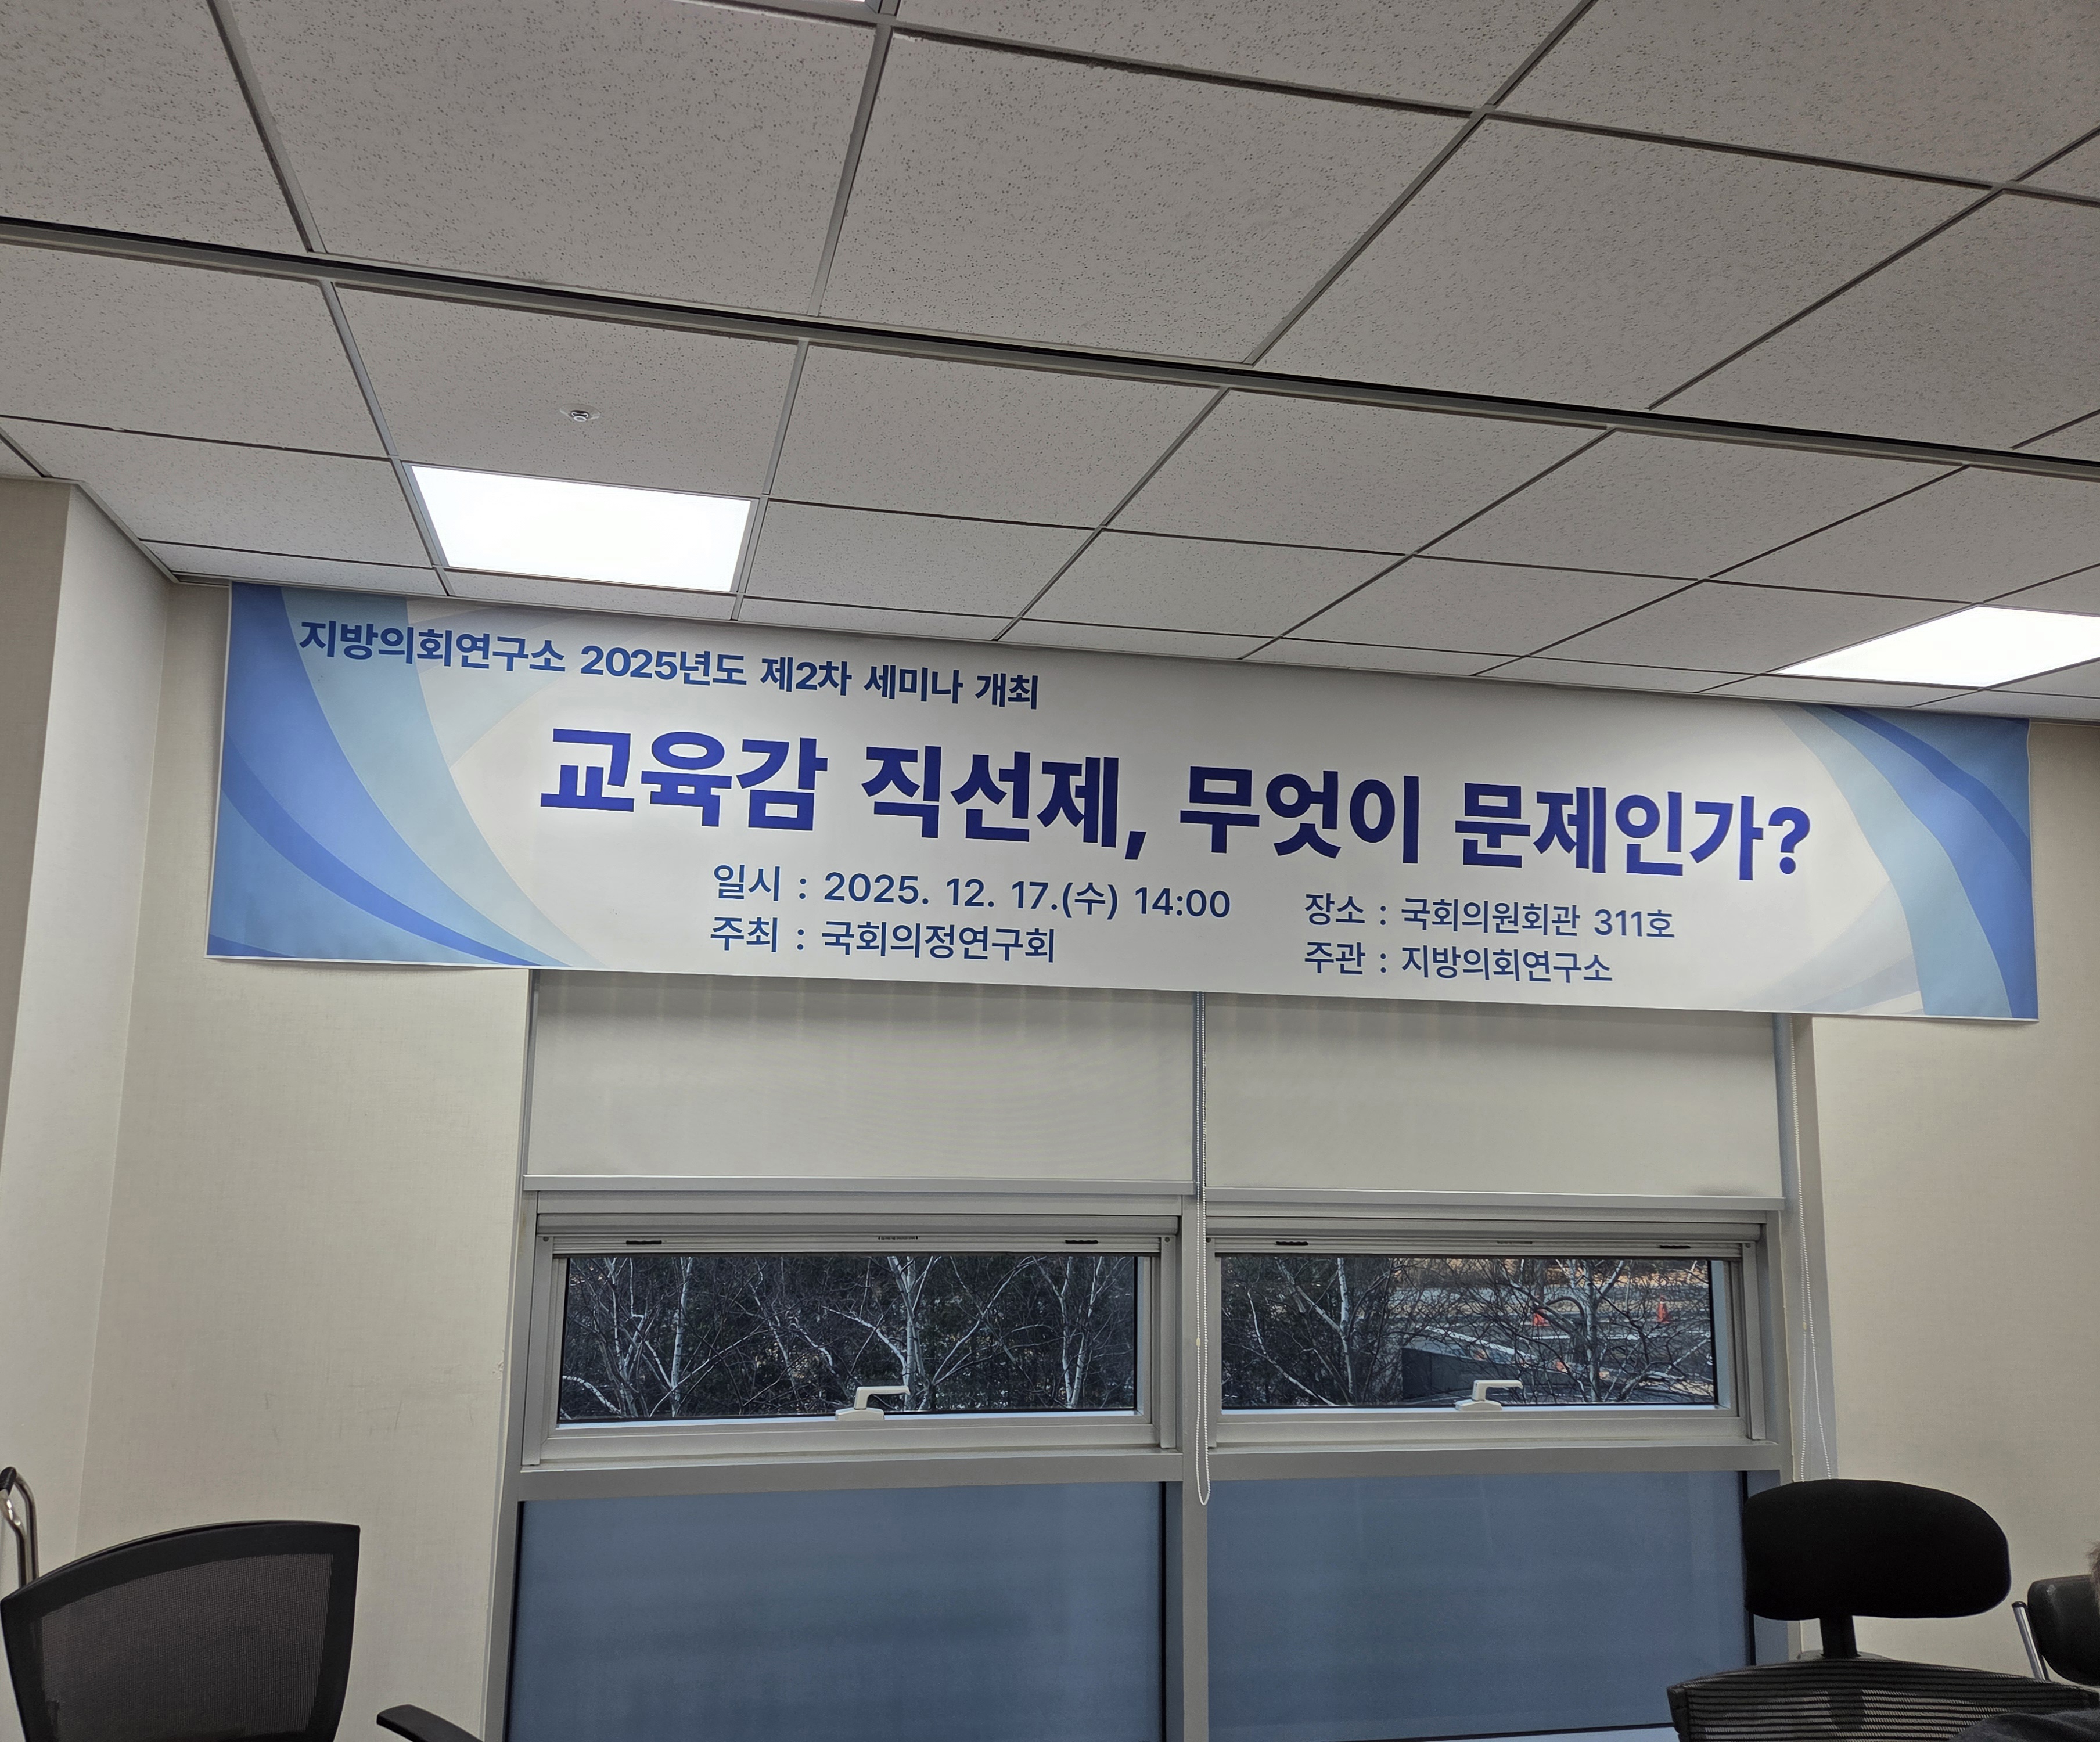 지방의회연구소 2025년도 제2차 세미나 개최
교육감 직선제, 무엇이 문제인가?
일시 : 2025. 12. 17.(수) 14:00
장소 : 국회의원회관 311호
주최 : 국회의정연구회
주관 : 지방의회연구소